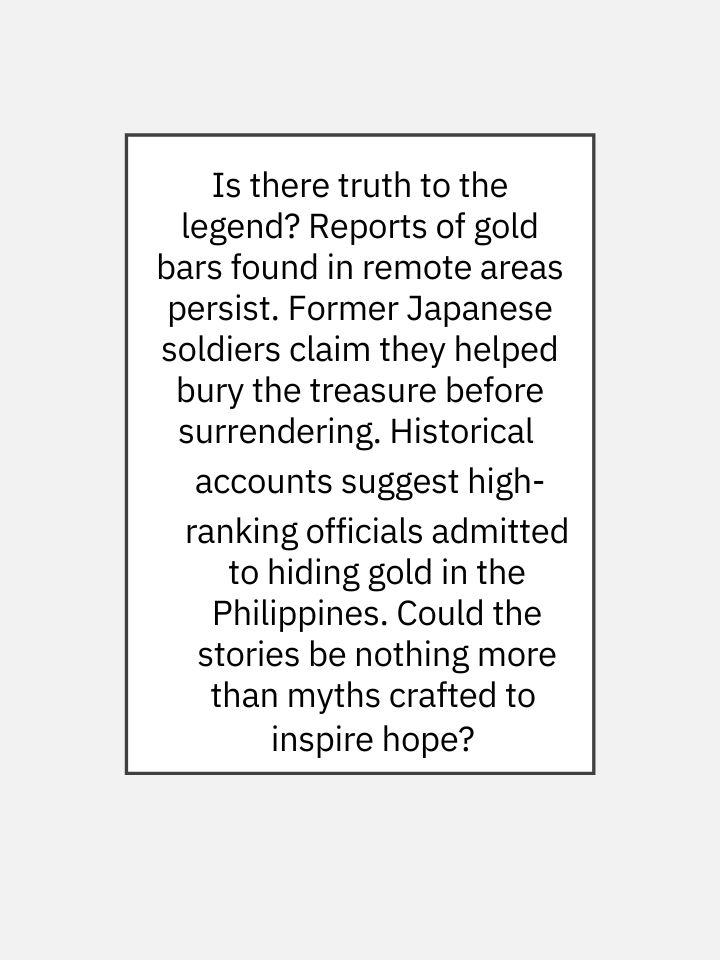 Is there truth to the
legend? Reports of gold
bars found in remote areas
persist. Former Japanese
soldiers claim they helped
bury the treasure before
surrendering. Historical
accounts suggest high-
ranking officials admitted
to hiding gold in the
Philippines. Could the
stories be nothing more
than myths crafted to
inspire hope?